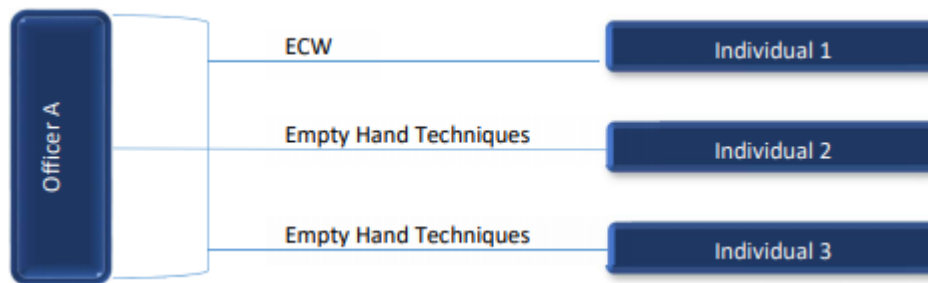 Officer A
ECW
Individual 1
Empty Hand Techniques
Individual 2
Empty Hand Techniques
Individual 3